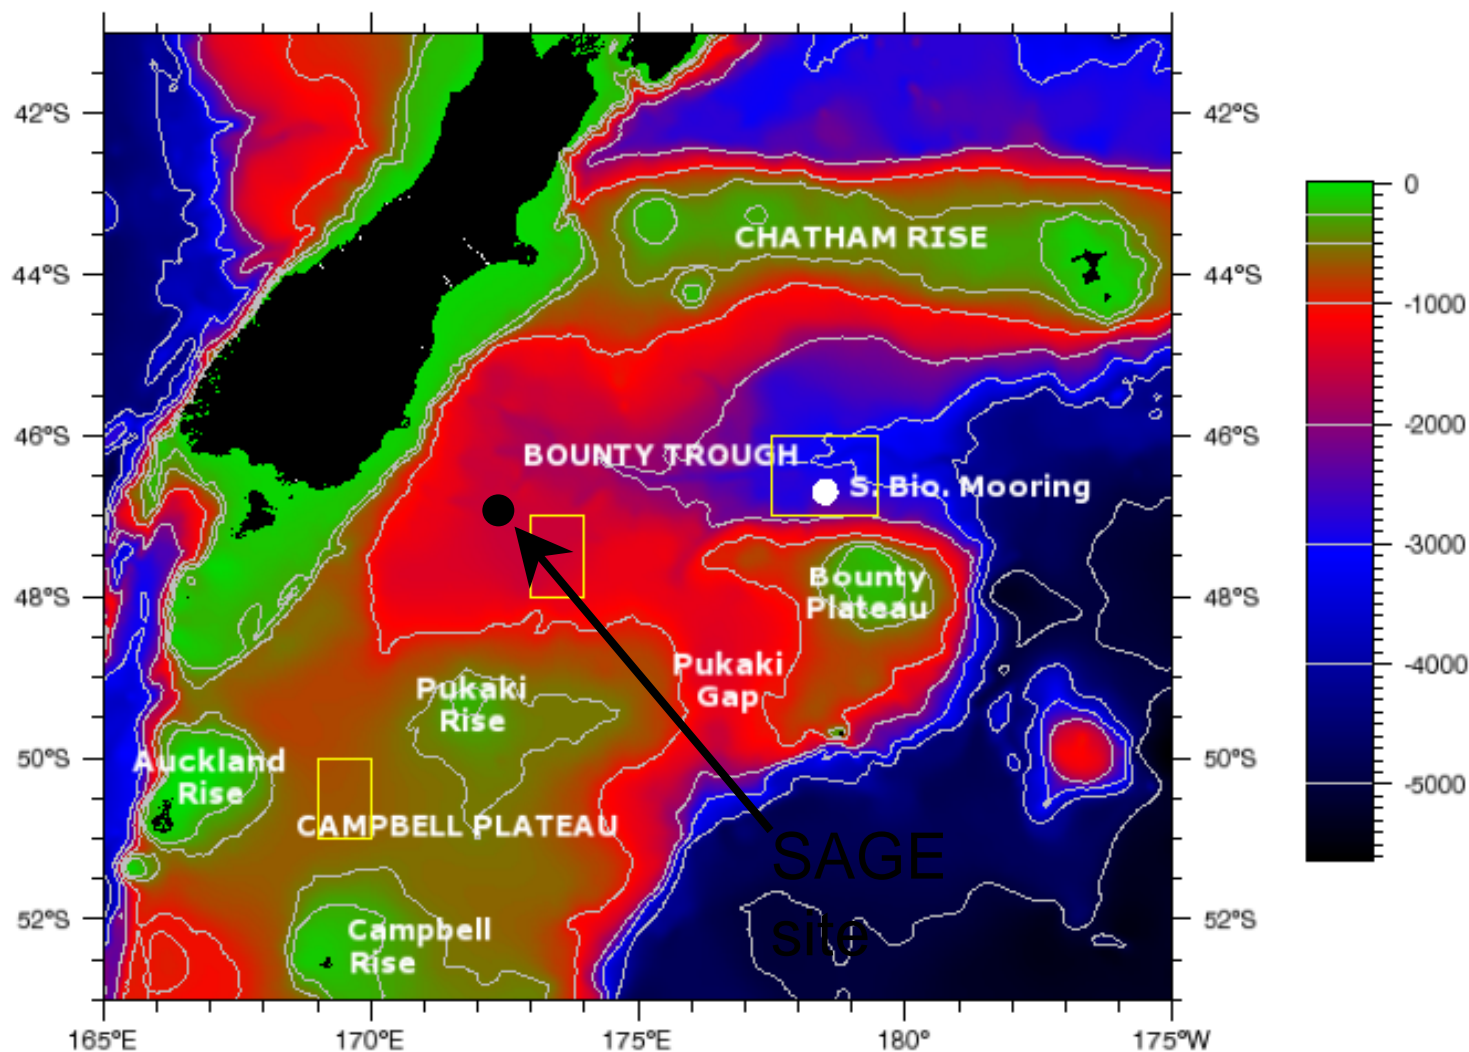 42°S
42°S
0
CHATHAM RISE
44°S
44°S
-1000
-2000
46°S
46°S
BOUNTY TROUGH
S. Bio. Mooring
-3000
Bounty
Plateau
48°S
48°S
Pukaki
Gap
-4000
Pukaki
Rise
50°S
50°S
Auckland
Rise
-5000
CAMPBELL PLATEAU
SAGE
site
52°S
52°S
Campbell
Rise
165°E
170°E
175°E
180°
175°W